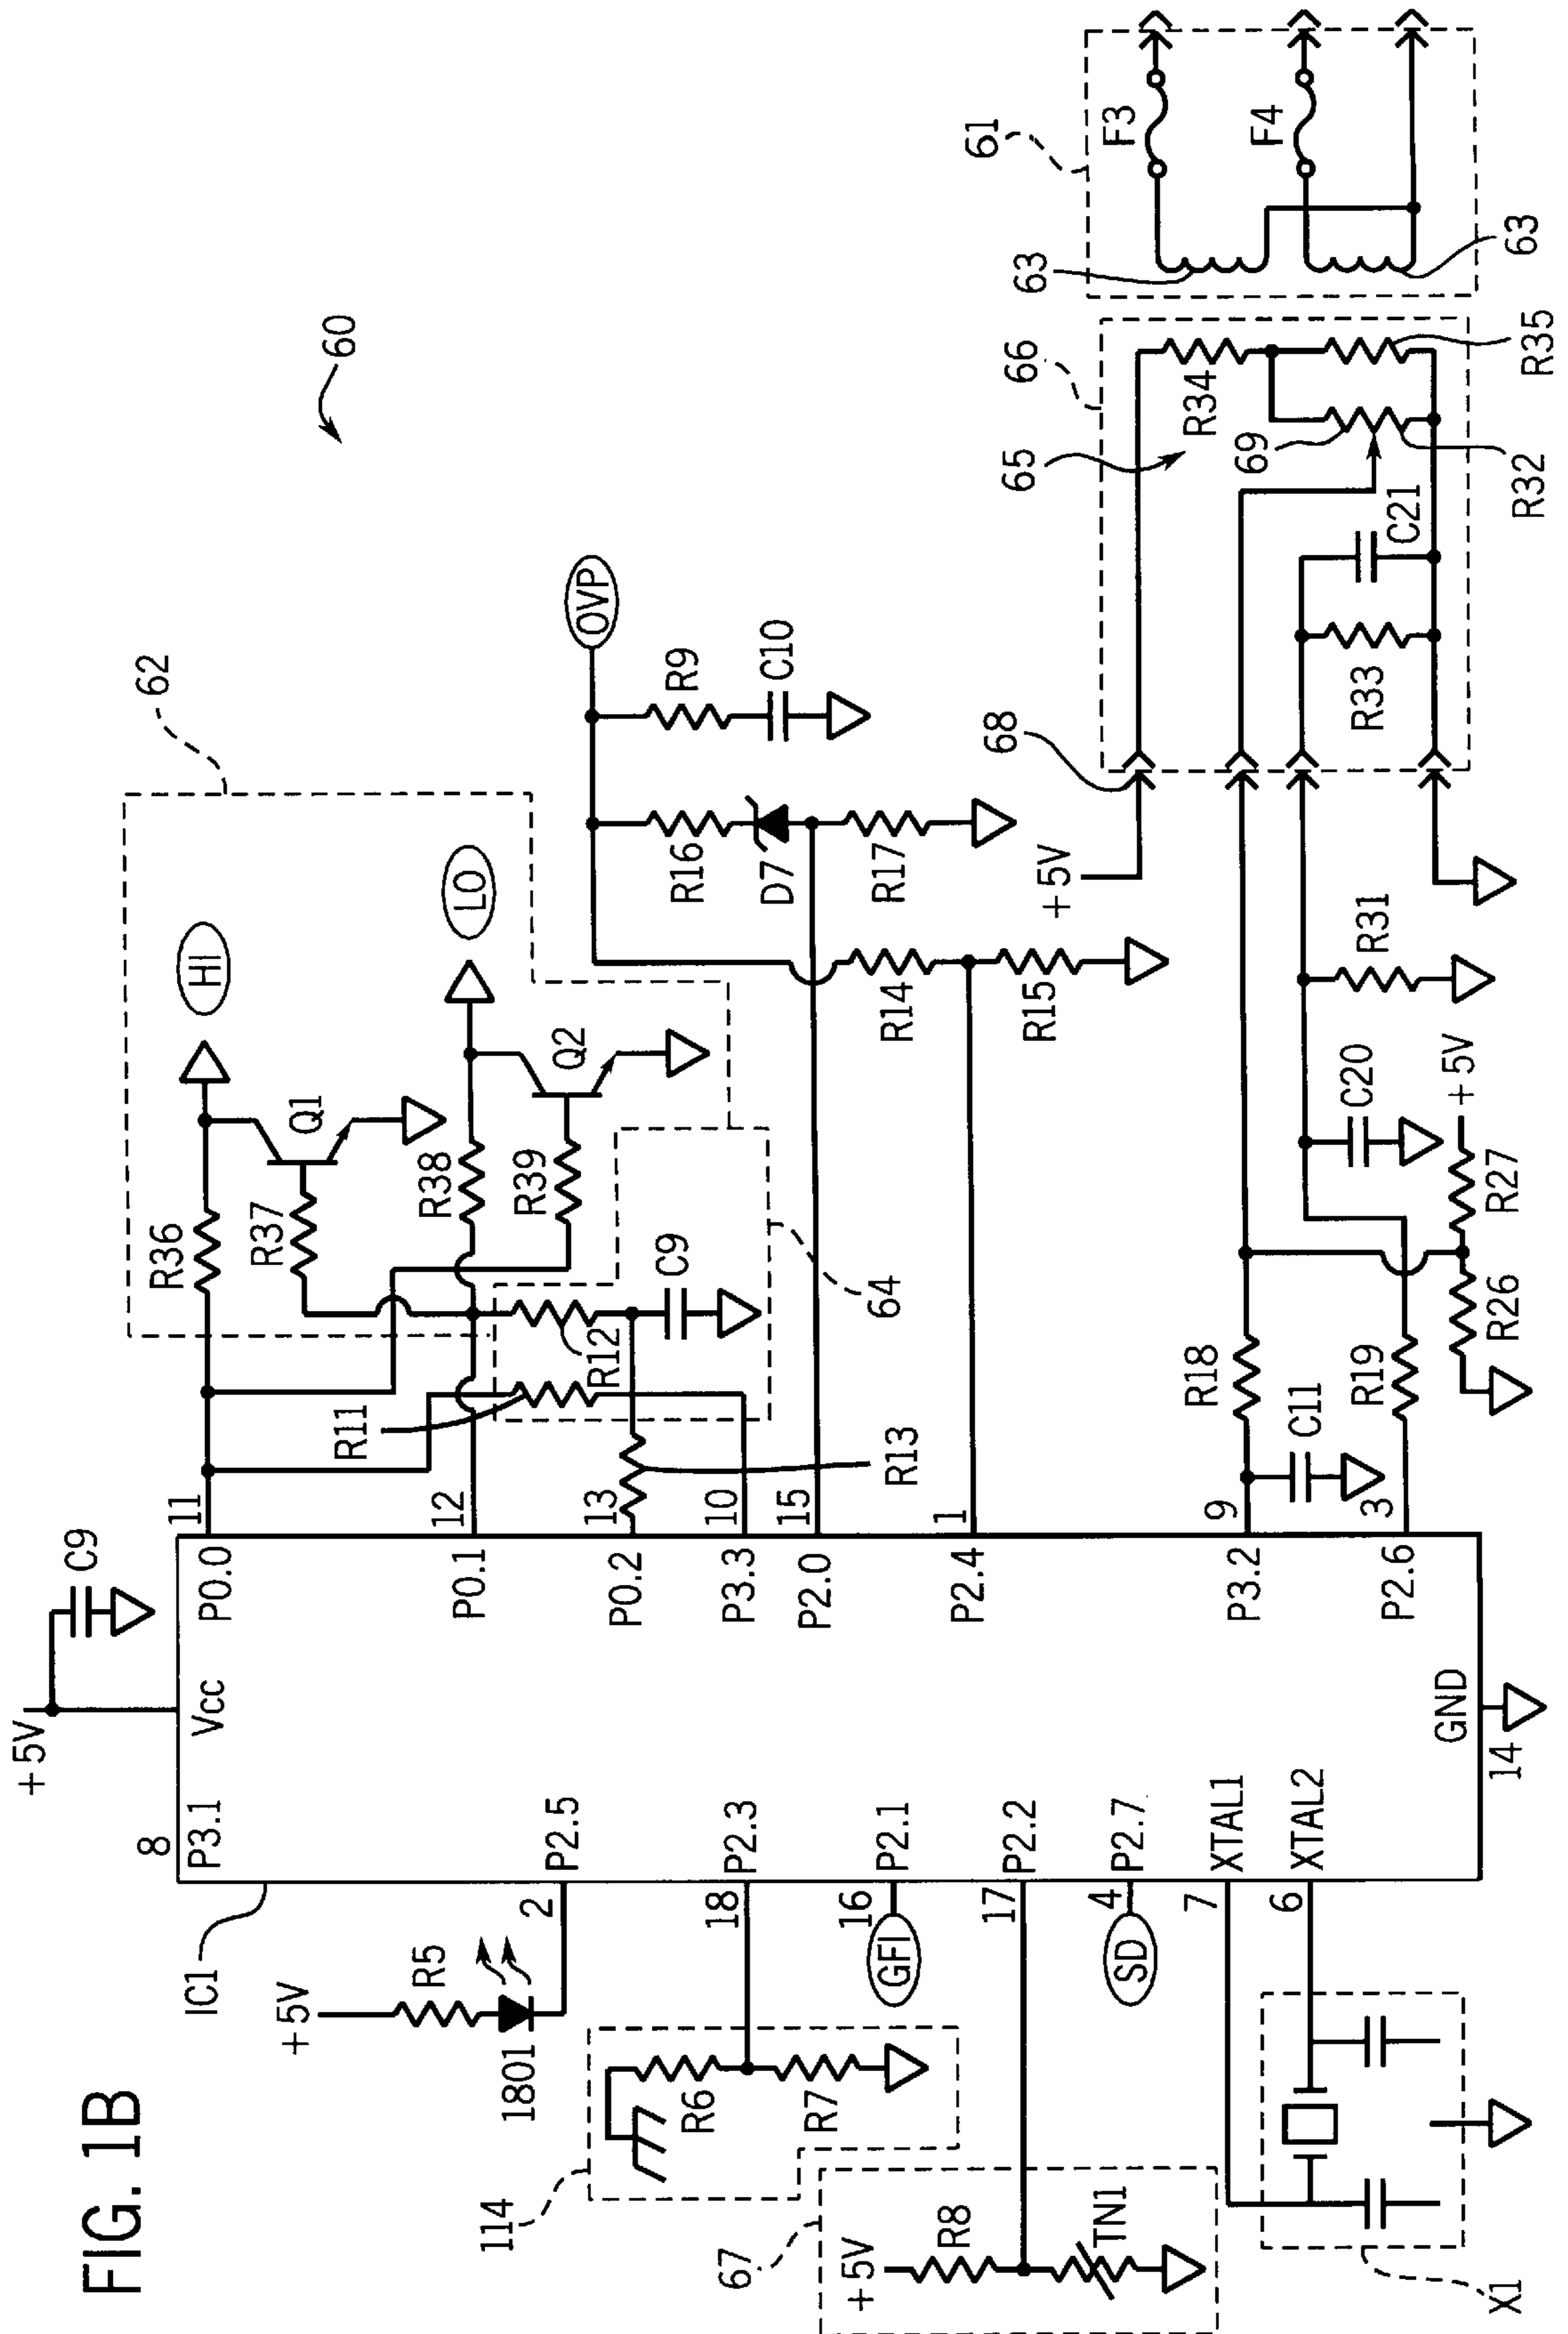 FIG. 1B
60
+5V
C9
8
P3.1
Vcc
IC1
+5V
R5
1801
2
P2.5
114
R6
R7
18
P2.3
16
P2.1
GFI
67
+5V
R8
TN1
17
P2.2
4
P2.7
SD
7
XTAL1
6
XTAL2
X1
GND
14
11
P0.0
12
P0.1
13
P0.2
10
P3.3
15
P2.0
1
P2.4
9
P3.2
3
P2.6
62
HI
R36
Q1
R37
LO
R38
Q2
R39
R11
R12
C9
64
R13
OVP
R9
C10
R16
D7
R17
R14
R15
R18
C11
R19
R26
R27
+5V
C20
R31
+5V
68
66
65
R34
69
R35
R32
C21
R33
61
F3
F4
63
63